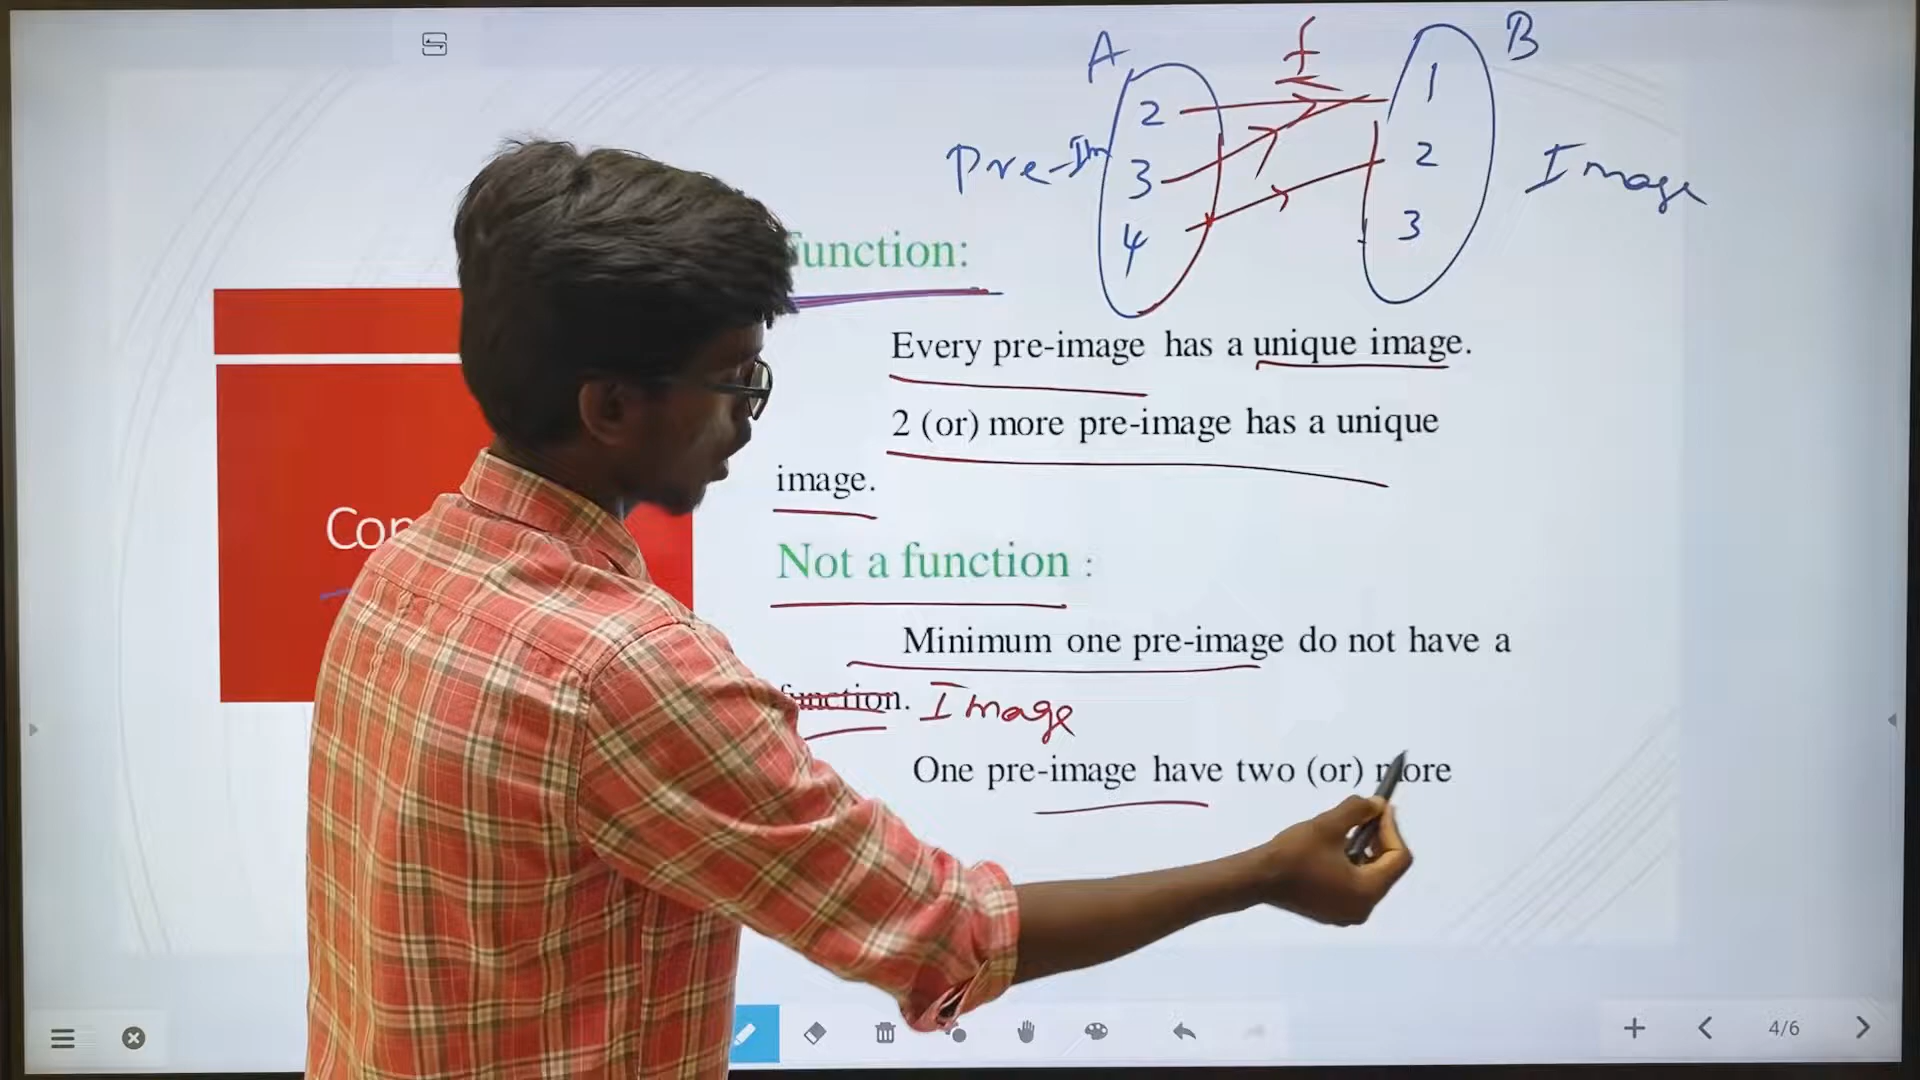 A f B
2 1
Pre-Im 3 2 Image
4 3
function:
Every pre-image has a unique image.
2 (or) more pre-image has a unique
image.
Not a function :
Minimum one pre-image do not have a
function. Image
One pre-image have two (or) more
4/6